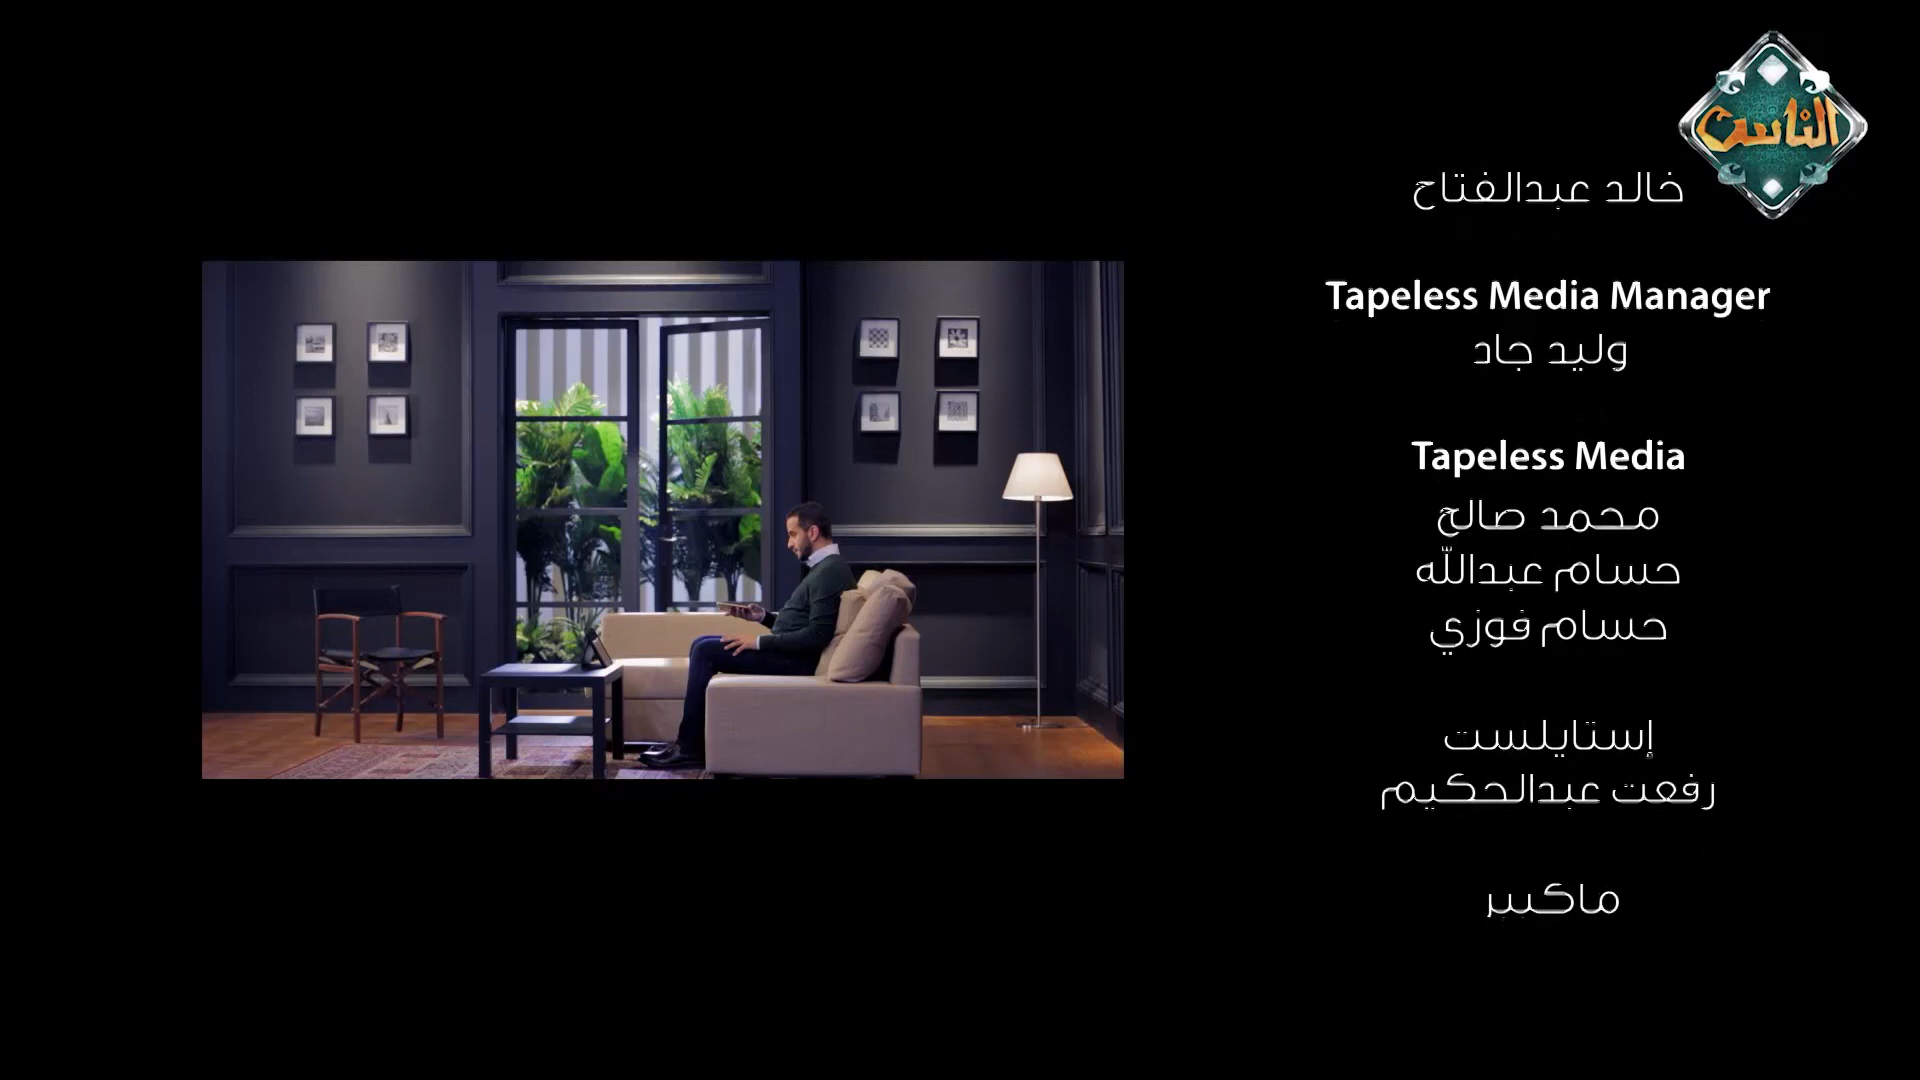 الناس
خالد عبدالفتاح
Tapeless Media Manager
وليد جاد
Tapeless Media
محمد صالح
حسام عبدالله
حسام فوزي
إستايلست
رفعت عبدالحكيم
ماكيير